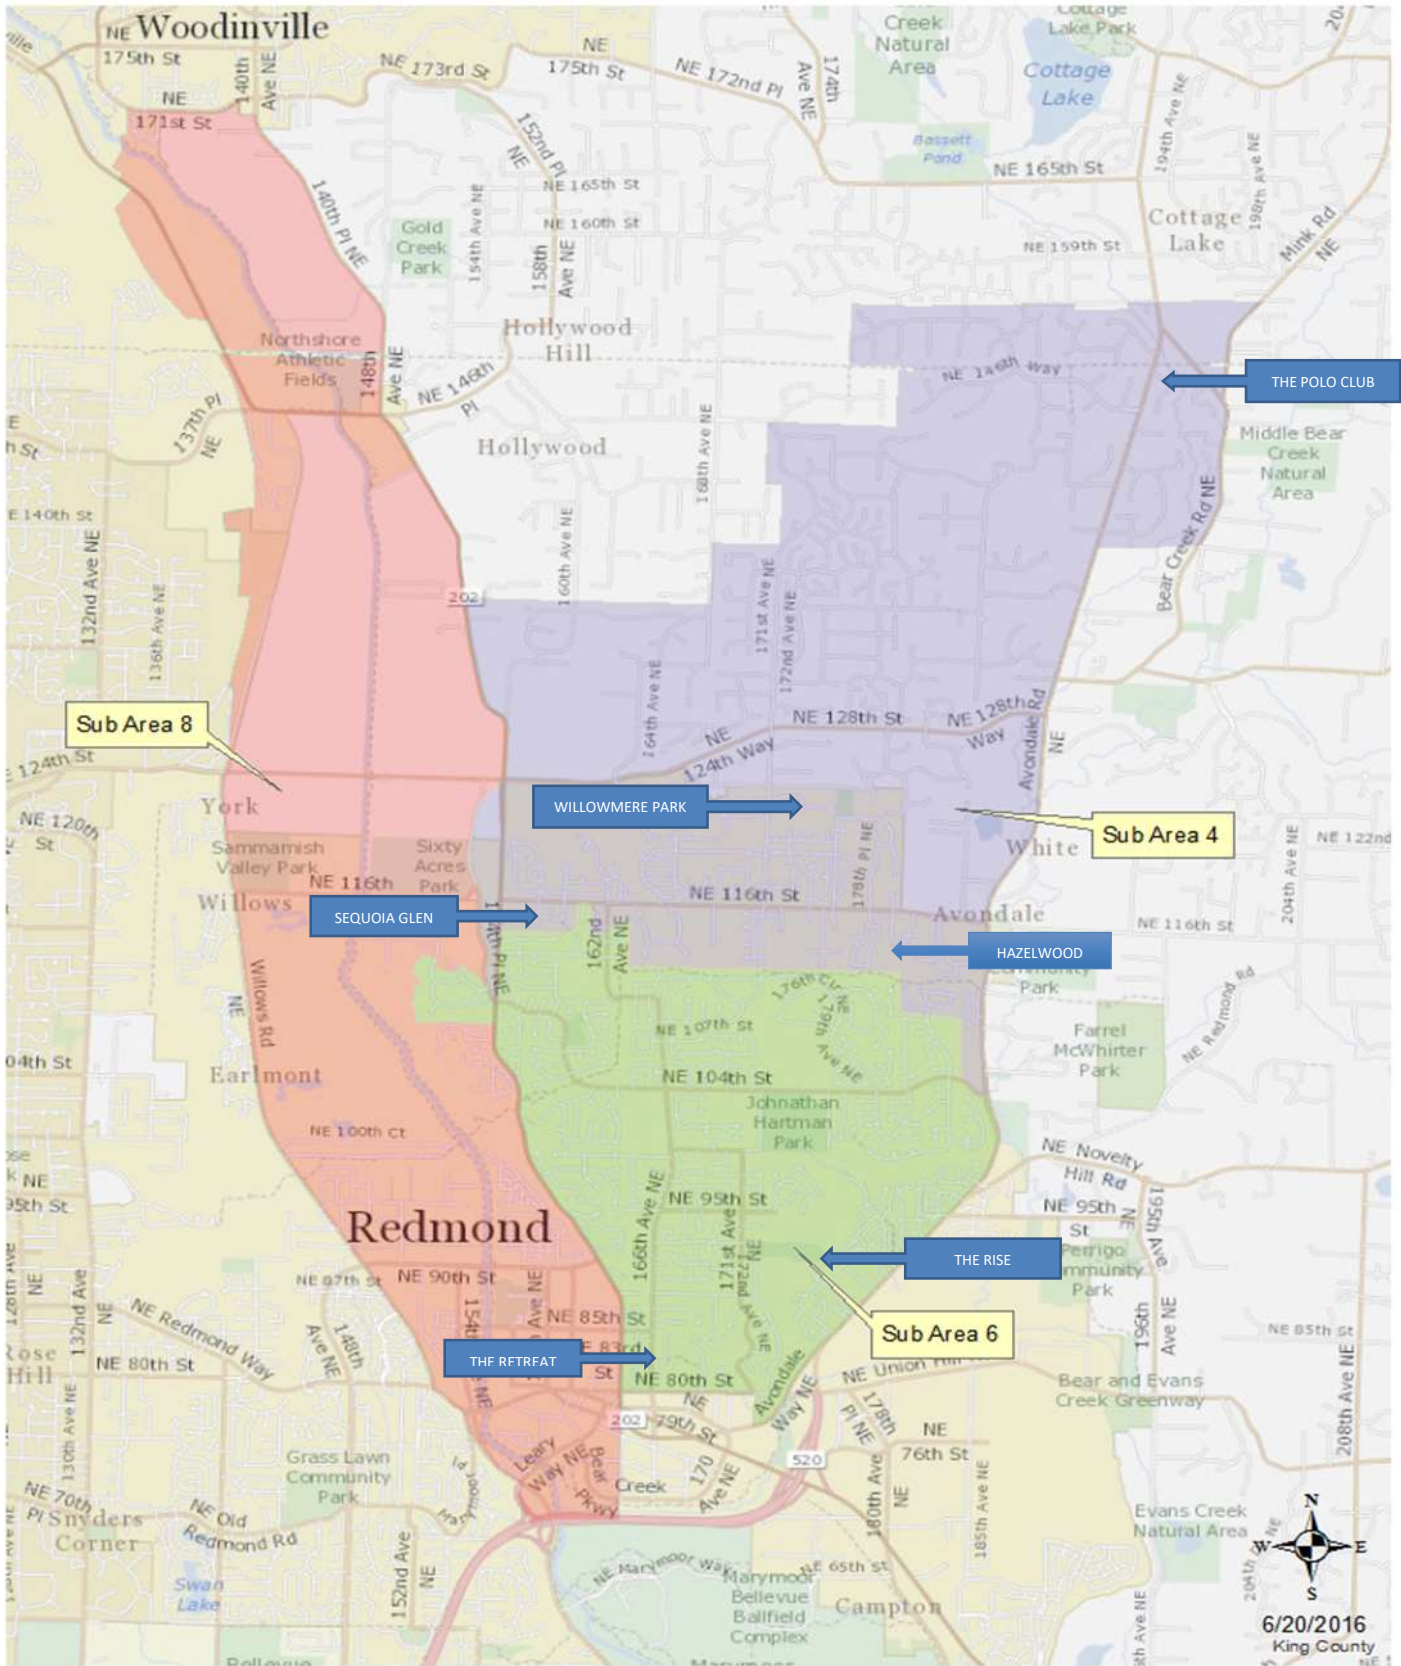 Woodinville
NE
175th St
140th
Ave NE
NE 173rd St
NE
175th St
NE 172nd Pl
174th
Ave NE
Creek
Natural
Area
Cottage
Lake Park
Cottage
Lake
NE
171st St
152nd Pl
NE
Bassett
Pond
194th Ave NE
198th Ave NE
NE 165th St
NE 165th St
140th Pl NE
Gold
Creek
Park
154th Ave NE
NE 160th St
158th
Ave NE
Cottage
Lake
NE 159th St
Mink Rd
NE
Hollywood
Hill
Northshore
Athletic
Fields
148th
Ave NE
NE 146th
Pl
NE 146th Way
THE POLO CLUB
137th Pl
NE
Hollywood
168th Ave NE
Middle Bear
Creek
Natural
Area
E 140th St
132nd Ave NE
136th Ave NE
160th Ave NE
Bear Creek Rd NE
202
171st Ave NE
172nd Ave NE
164th Ave NE
Sub Area 8
NE 128th St
NE 128th
Way
Avondale Rd
NE
NE
124th Way
124th St
York
WILLOWMERE PARK
NE 120th
St
Sub Area 4
White
204th Ave NE
NE 122nd
Sammamish
Valley Park
Sixty
Acres
Park
178th Pl NE
NE 116th
NE 116th St
Willows
SEQUOIA GLEN
162nd
Ave NE
Avondale
NE 116th St
HAZELWOOD
Park
Willows Rd
NE
176th Cir
NE
179th
Ave NE
NE 107th St
NE Redmond Rd
Farrel
McWhirter
Park
04th St
Earlmont
NE 104th St
Johnathan
Hartman
Park
NE 100th Ct
NE Novelty
Hill Rd
NE
95th St
166th Ave NE
NE 95th St
171st Ave
NE
172nd
Ave NE
NE 95th
St
195th Ave
NE
Redmond
THE RISE
Perrigo
Park
NE 87th St
NE 90th St
128th Ave
NE
132nd Ave
NE
NE Redmond Way
148th
Ave NE
Ave NE
NE 85th St
Sub Area 6
196th
Ave NE
NE 85th St
Rose
Hill
NE 80th St
THE RETREAT
St
NE 80th St
Avondale
Way NE
NE Union Hill
Bear and Evans
Creek Greenway
208th Ave NE
130th Ave NE
202
NE
79th St
178th
Pl NE
NE
76th St
Grass Lawn
Community
Park
Leary
Way NE
Bear
Creek
Pkwy
170
Ave NE
520
180th Ave
NE
185th Ave NE
NE 70th
Pl
Snyders
Corner
NE Old
Redmond Rd
Marymoor
Pl
Evans Creek
Natural Area
N
W
E
S
Swan
Lake
152nd Ave
NE
NE Marymoor Way
NE 65th St
Marymoor
Bellevue
Ballfield
Complex
Campton
204th
NE
6/20/2016
King County